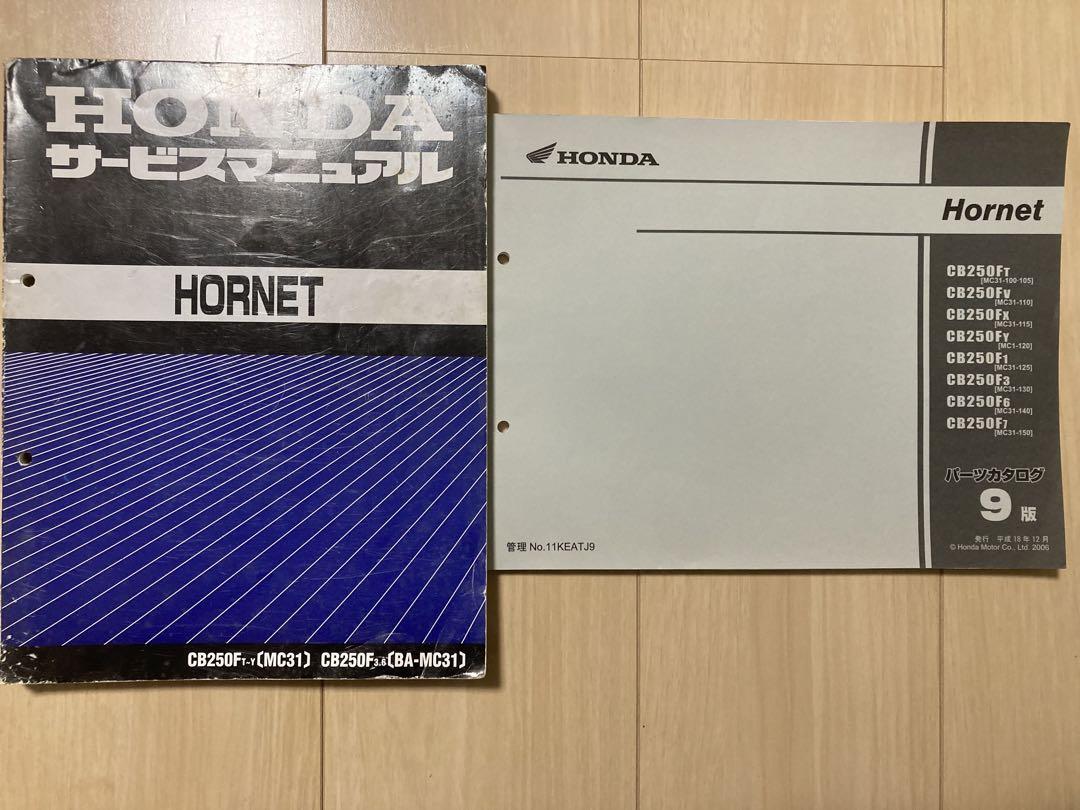 HONDA
サービスマニュアル
HORNET
CB250FT~Y〔MC31〕 CB250F3.6〔BA-MC31〕
HONDA
Hornet
CB250FT
[MC31-100·105]
CB250FV
[MC31-110]
CB250FX
[MC31-115]
CB250FY
[MC1-120]
CB250F1
[MC31-125]
CB250F3
[MC31-130]
CB250F6
[MC31-140]
CB250F7
[MC31-150]
パーツカタログ
9版
発行 平成18年12月
© Honda Motor Co., Ltd. 2006
管理 No.11KEATJ9